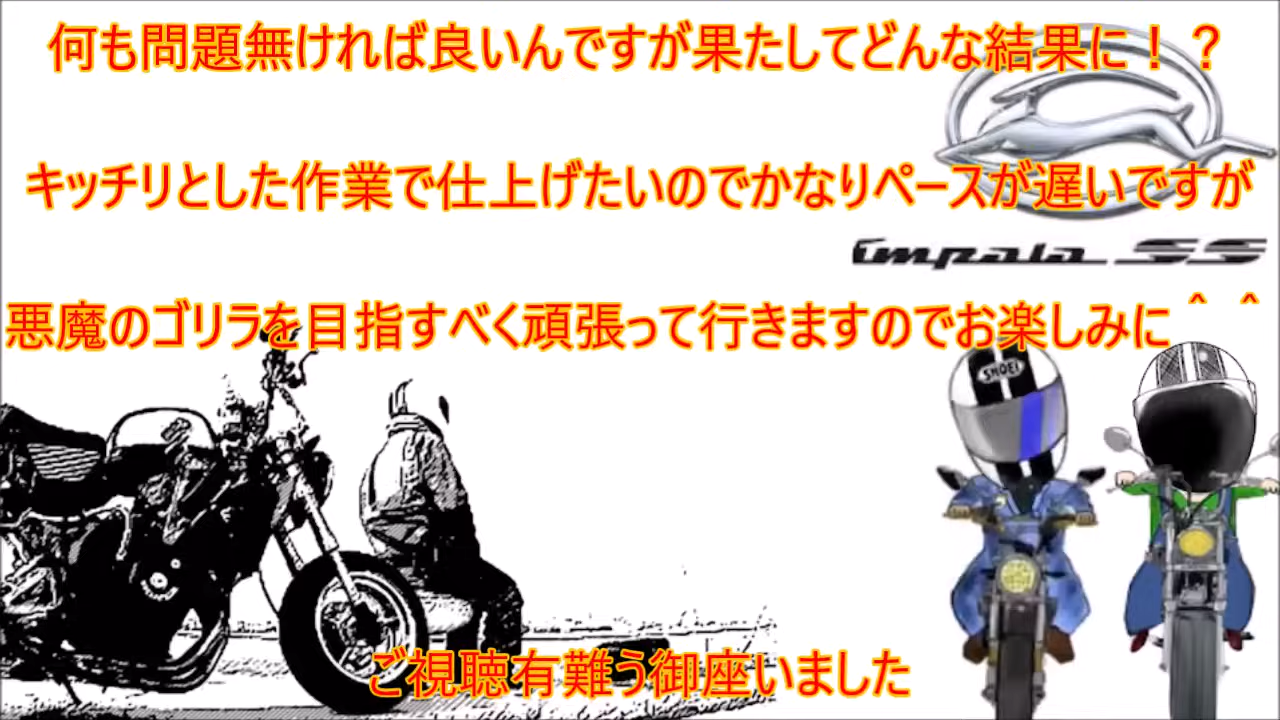 何も問題無ければ良いんですが果たしてどんな結果に！？
キッチリとした作業で仕上げたいのでかなりペースが遅いですが
impala SS
悪魔のゴリラを目指すべく頑張って行きますのでお楽しみに＾＾
SHOEI
ご視聴有難う御座いました